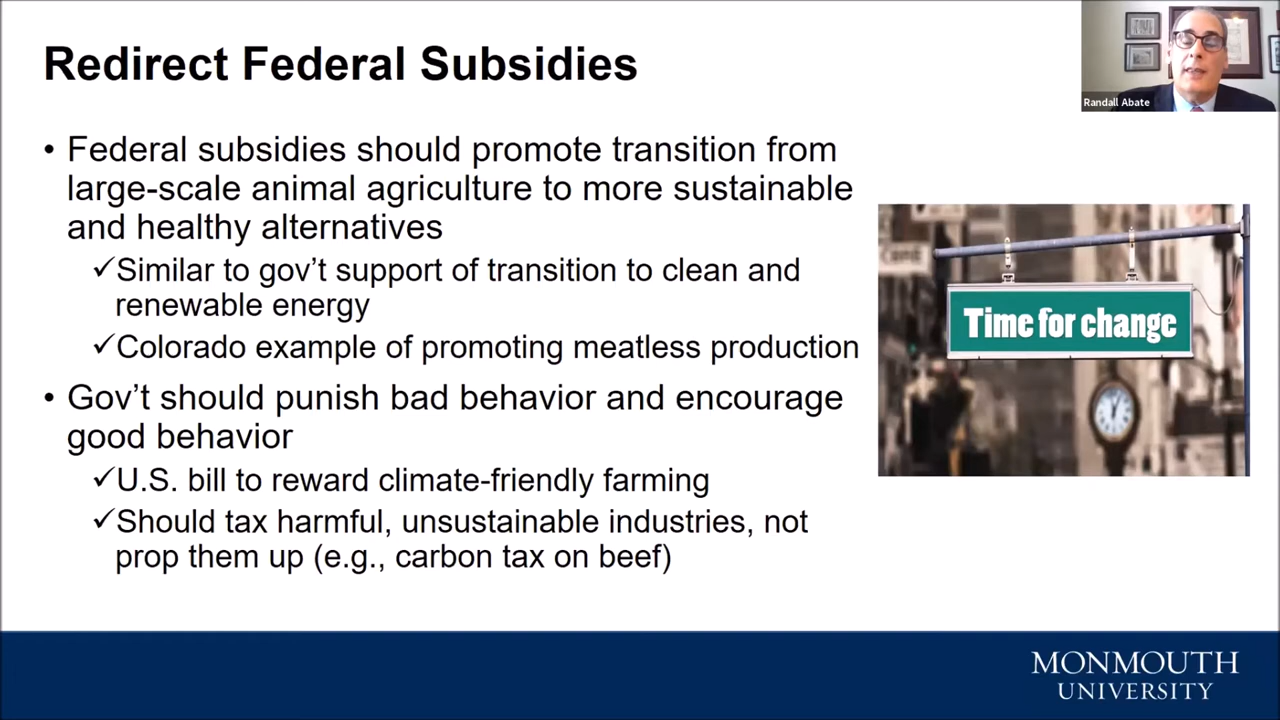 Redirect Federal Subsidies
Randall Abate
• Federal subsidies should promote transition from
large-scale animal agriculture to more sustainable
and healthy alternatives
✓Similar to gov’t support of transition to clean and
renewable energy
✓Colorado example of promoting meatless production
• Gov’t should punish bad behavior and encourage
good behavior
✓U.S. bill to reward climate-friendly farming
✓Should tax harmful, unsustainable industries, not
prop them up (e.g., carbon tax on beef)
Time for change
MONMOUTH
UNIVERSITY